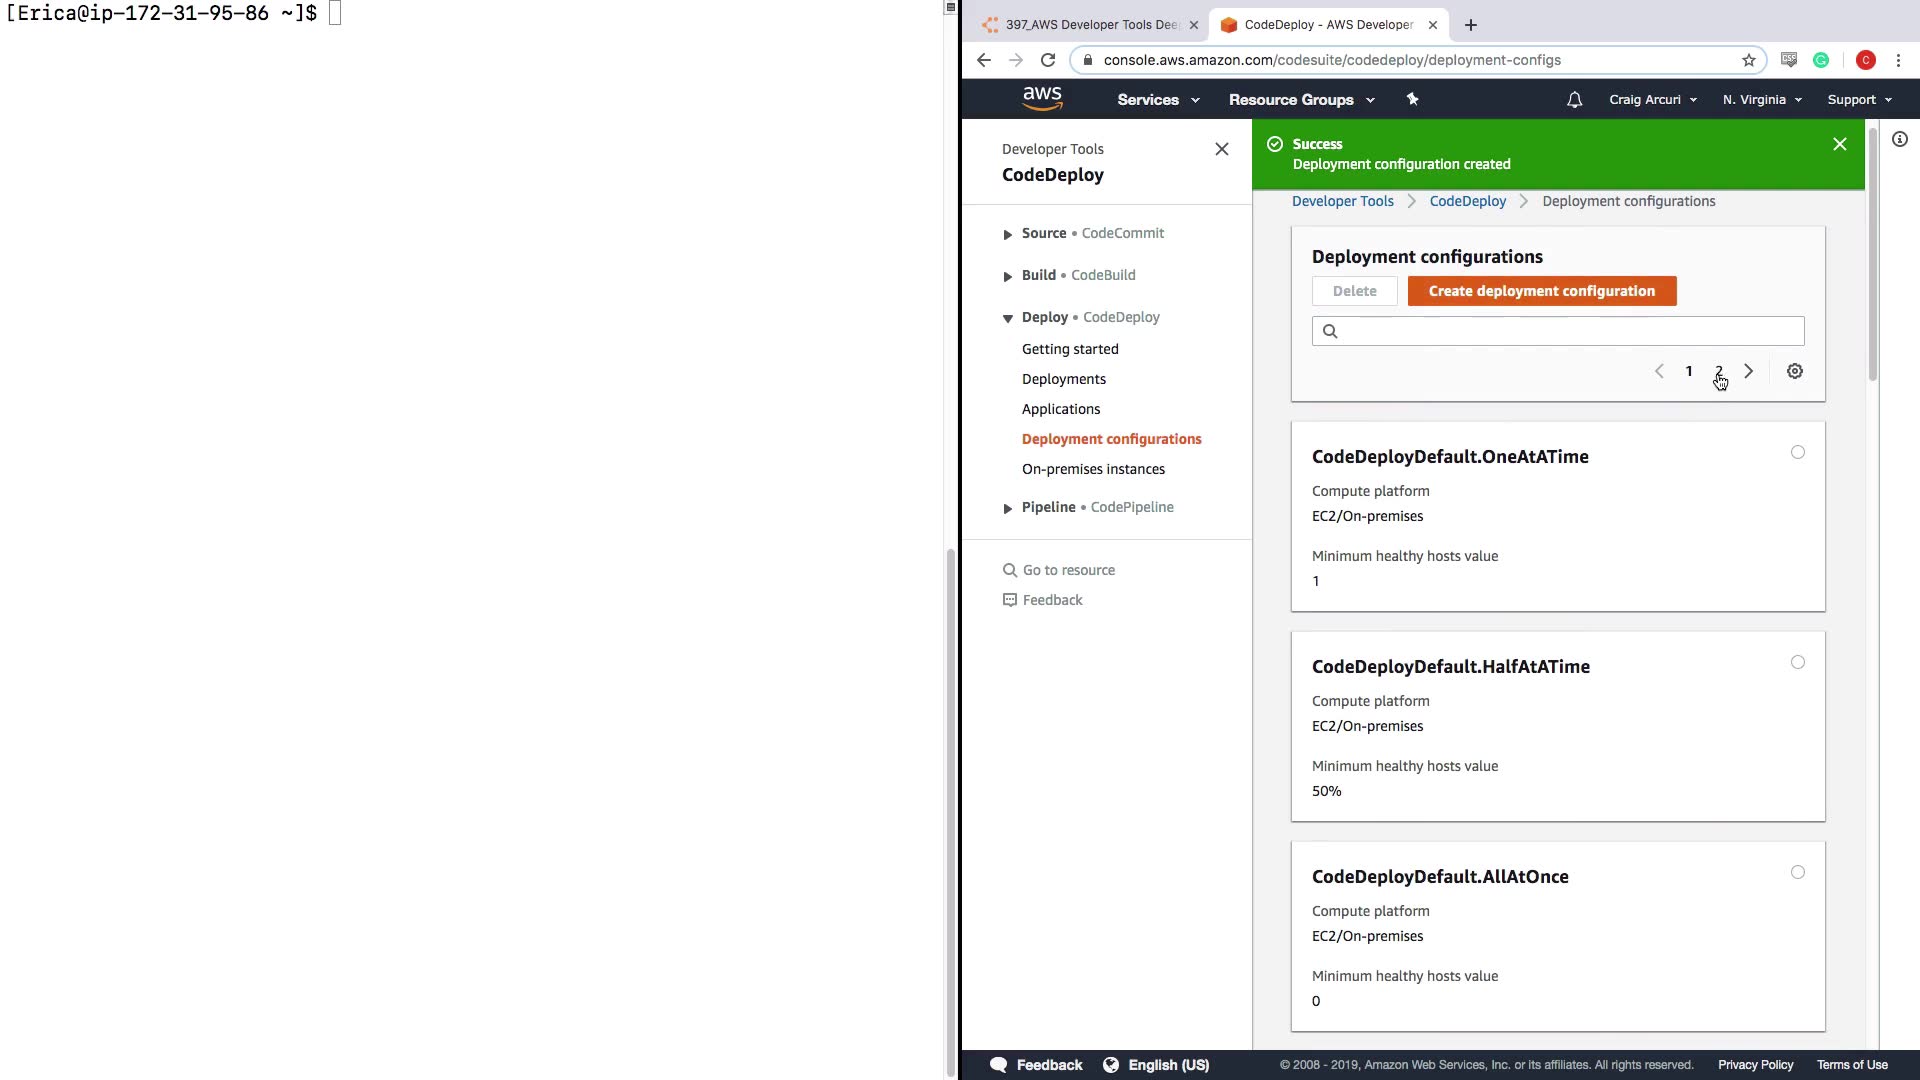 [Erica@ip-172-31-95-86 ~]$
397_AWS Developer Tools Dee
CodeDeploy - AWS Developer
console.aws.amazon.com/codesuite/codedeploy/deployment-configs
CSS
C
aws
Services
Resource Groups
Craig Arcuri
N. Virginia
Support
Developer Tools
CodeDeploy
Source • CodeCommit
Build • CodeBuild
Deploy • CodeDeploy
Getting started
Deployments
Applications
Deployment configurations
On-premises instances
Pipeline • CodePipeline
Go to resource
Feedback
Success
Deployment configuration created
Developer Tools
CodeDeploy
Deployment configurations
Deployment configurations
Delete
Create deployment configuration
1
2
CodeDeployDefault.OneAtATime
Compute platform
EC2/On-premises
Minimum healthy hosts value
1
CodeDeployDefault.HalfAtATime
Compute platform
EC2/On-premises
Minimum healthy hosts value
50%
CodeDeployDefault.AllAtOnce
Compute platform
EC2/On-premises
Minimum healthy hosts value
0
Feedback
English (US)
© 2008 - 2019, Amazon Web Services, Inc. or its affiliates. All rights reserved.
Privacy Policy
Terms of Use